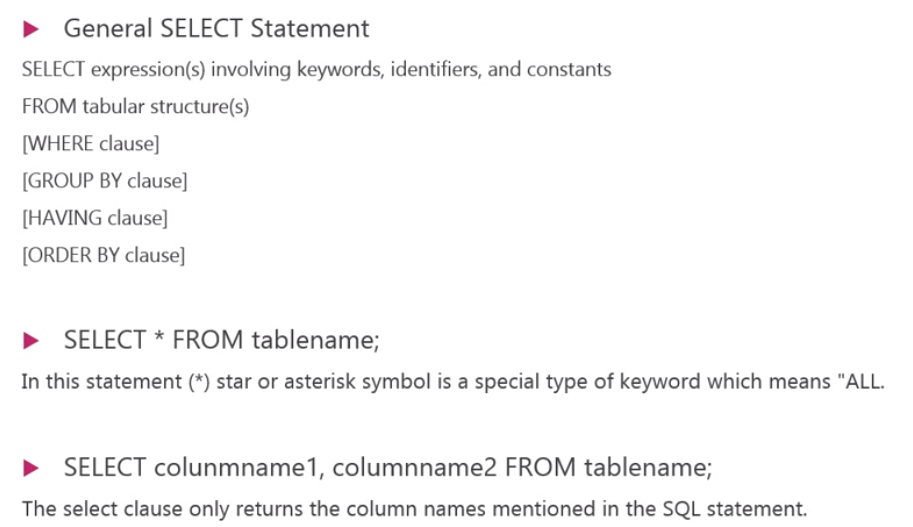 General SELECT Statement
SELECT expression(s) involving keywords, identifiers, and constants
FROM tabular structure(s)
[WHERE clause]
[GROUP BY clause]
[HAVING clause]
[ORDER BY clause]
SELECT * FROM tablename;
In this statement (*) star or asterisk symbol is a special type of keyword which means "ALL.
SELECT colunmname1, columnname2 FROM tablename;
The select clause only returns the column names mentioned in the SQL statement.